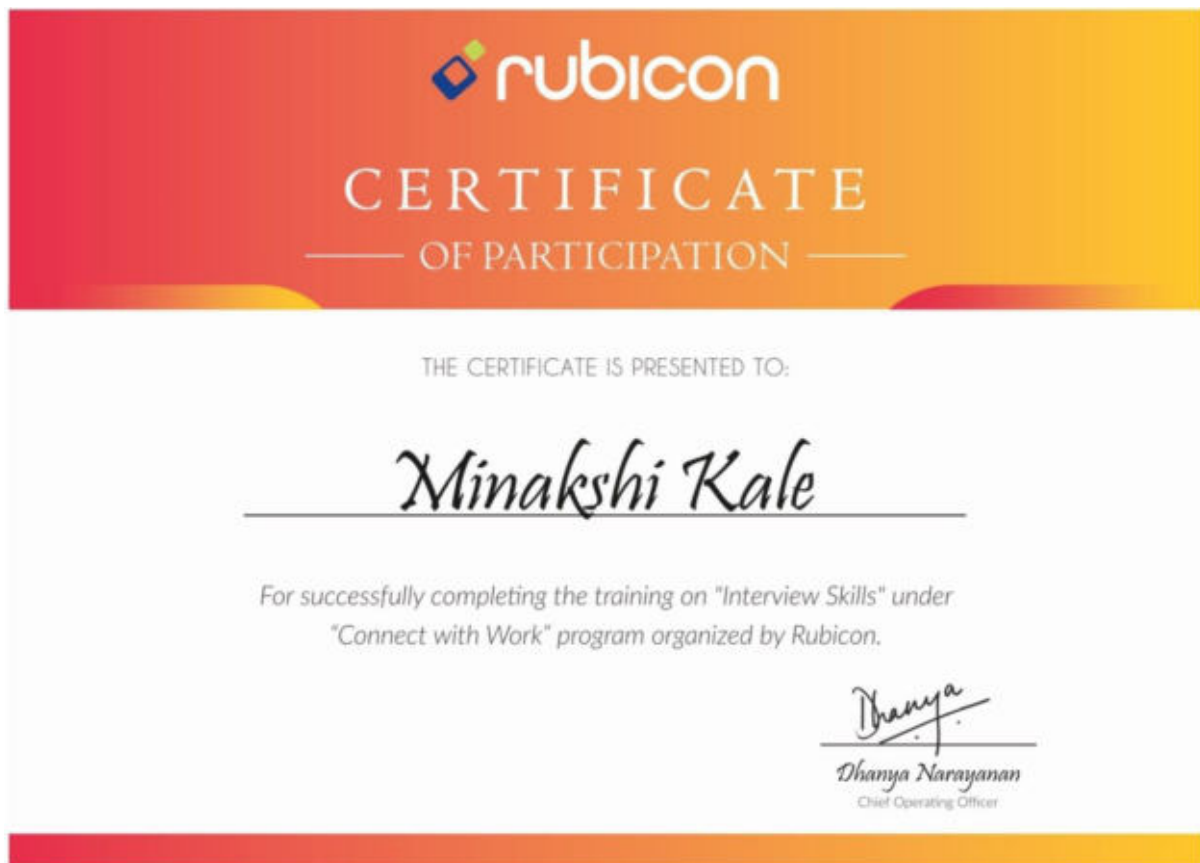 rubicon
CERTIFICATE
OF PARTICIPATION
THE CERTIFICATE IS PRESENTED TO:
Minakshi Kale
For successfully completing the training on "Interview Skills" under
"Connect with Work" program organized by Rubicon.
Dhanya
Dhanya Narayanan
Chief Operating Officer